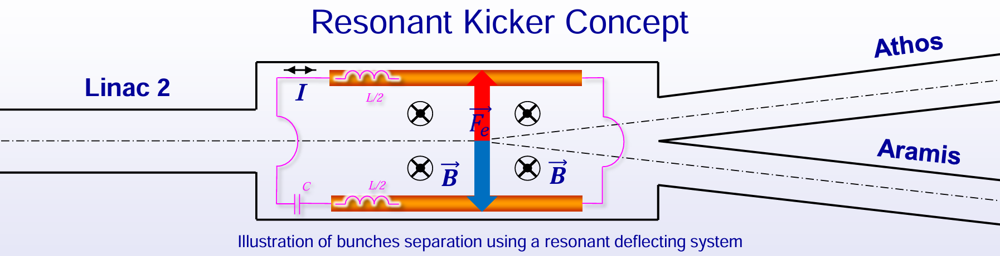 Resonant Kicker Concept
Athos
Linac 2
I
L/2
F⃗e
Aramis
B⃗
B⃗
C
L/2
Illustration of bunches separation using a resonant deflecting system